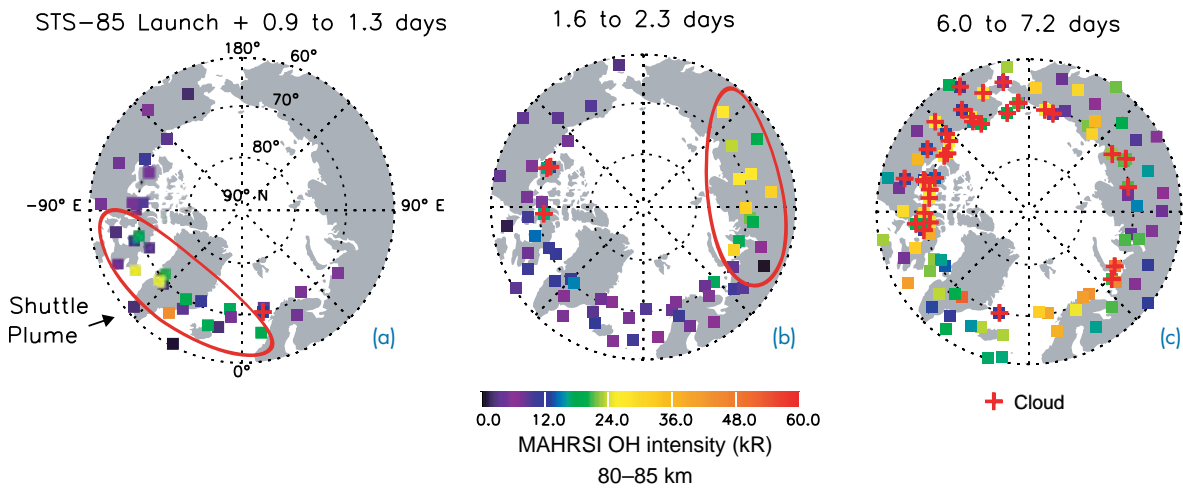 STS-85 Launch + 0.9 to 1.3 days
1.6 to 2.3 days
6.0 to 7.2 days
180°
60°
70°
80°
90° N
-90° E
90° E
0°
Shuttle
Plume
(a)
(b)
(c)
Cloud
0.0 12.0 24.0 36.0 48.0 60.0
MAHRSI OH intensity (kR)
80–85 km